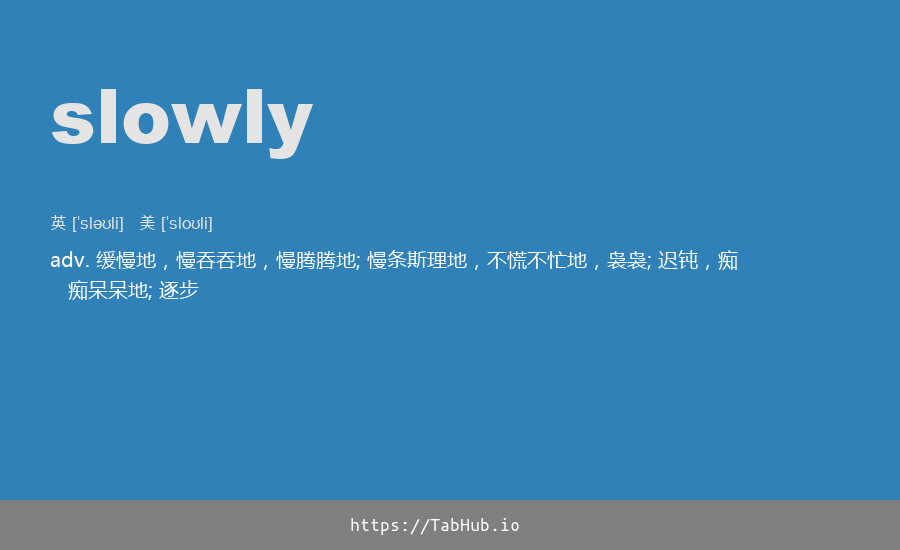 slowly
英 [ˈsləʊli] 美 [ˈsloʊli]
adv. 缓慢地，慢吞吞地，慢腾腾地; 慢条斯理地，不慌不忙地，袅袅; 迟钝，痴
痴呆呆地; 逐步
https://TabHub.io